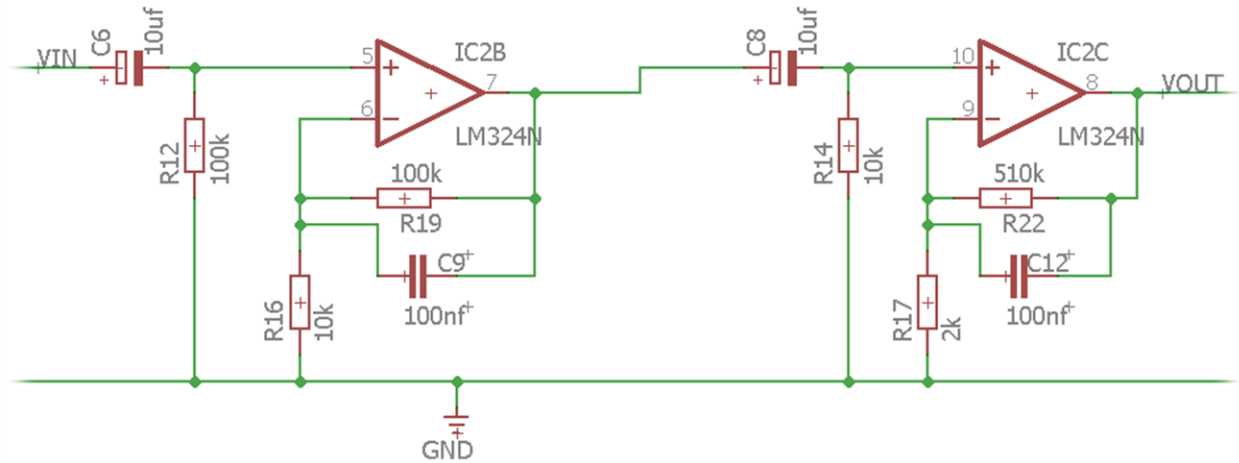 VIN
C6
10uf
R12
100k
5
6
7
IC2B
LM324N
100k
R19
C9
100nf
R16
10k
C8
10uf
R14
10k
10
9
8
IC2C
LM324N
VOUT
510k
R22
C12
100nf
R17
2k
GND